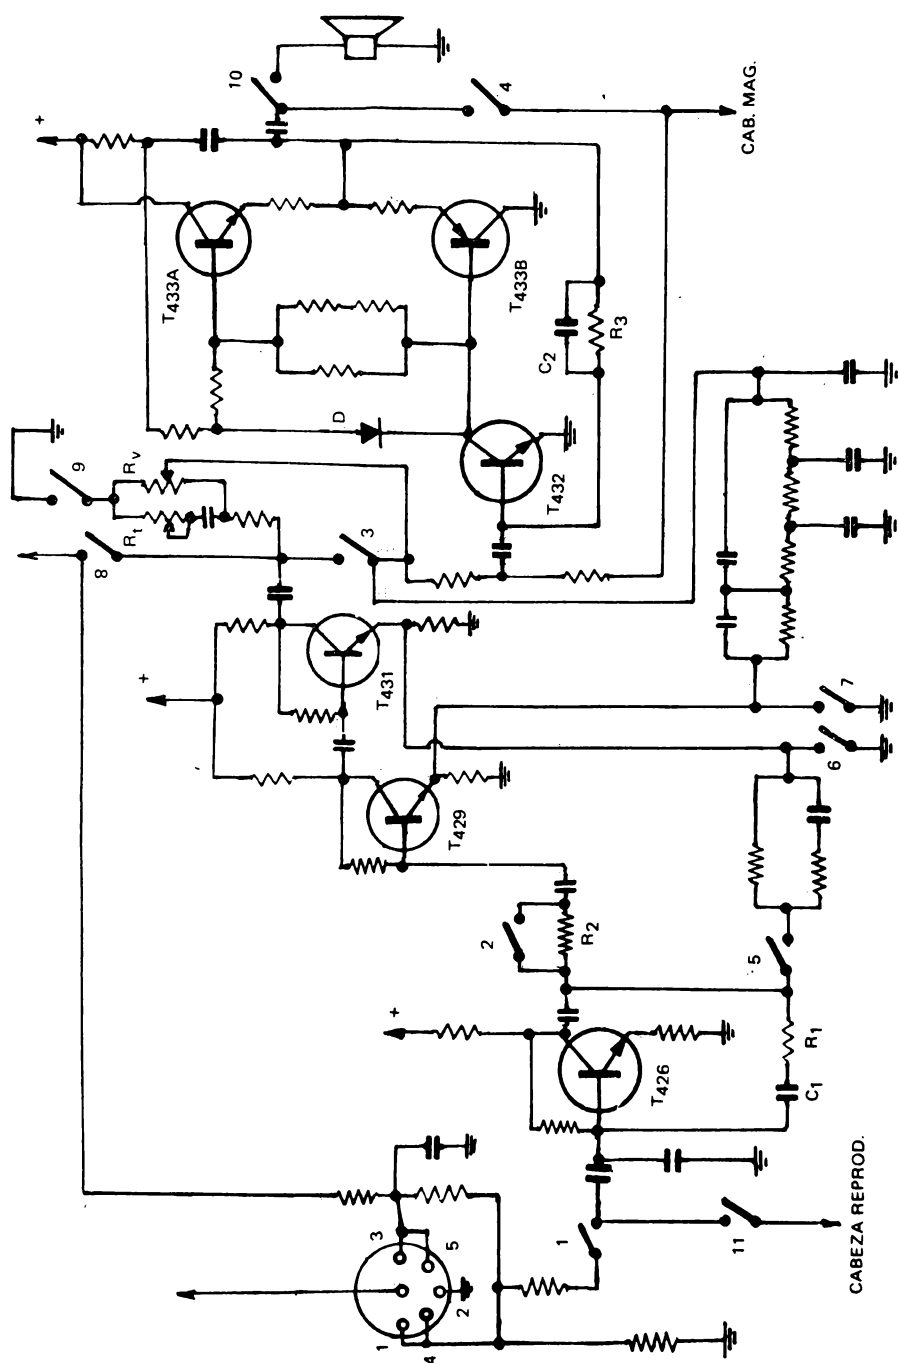 CABEZA REPROD.
CAB. MAG.
1
2
3
4
5
1
2
3
4
5
6
7
8
9
10
11
C1
R1
R2
C2
R3
Rt
Rv
D
T426
T429
T431
T432
T433A
T433B
+
+
+